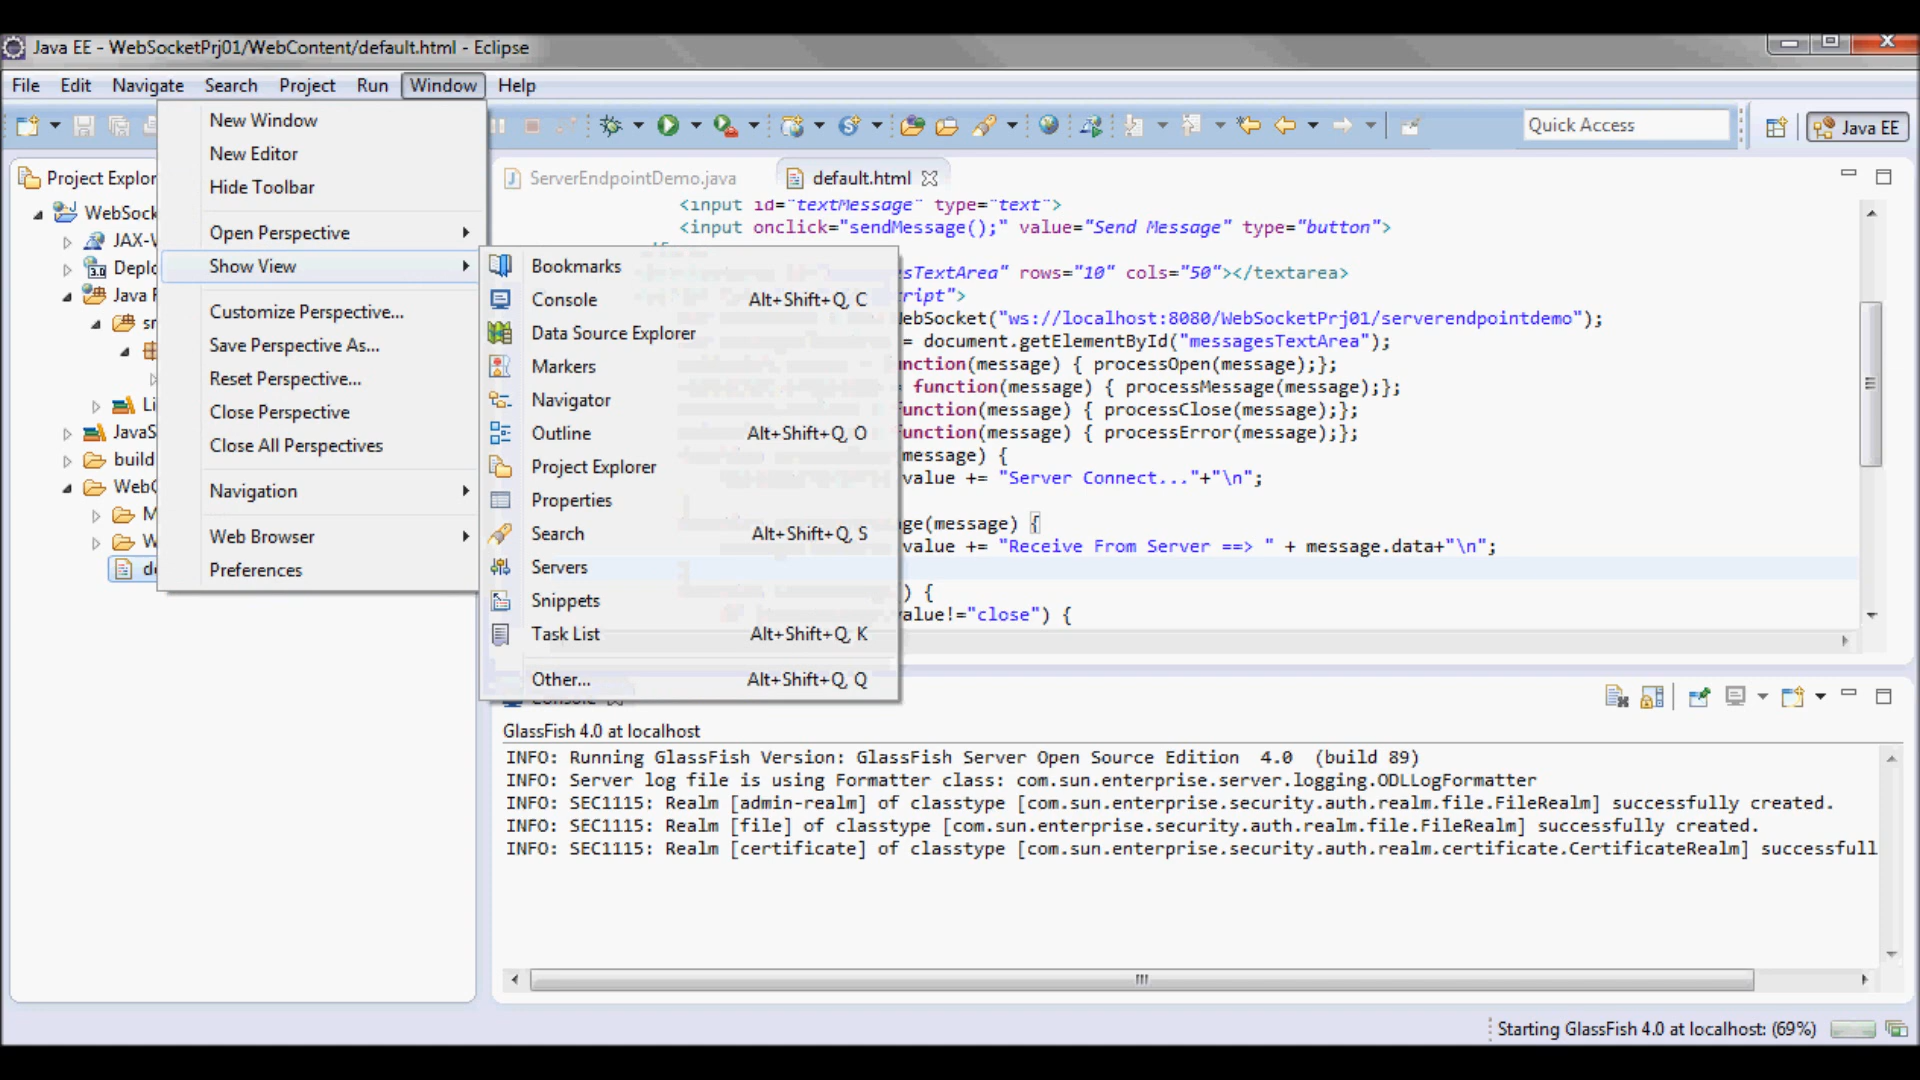 Java EE - WebSocketPrj01/WebContent/default.html - Eclipse
File Edit Navigate Search Project Run Window Help
Quick Access
Java EE
New Window
New Editor
Hide Toolbar
Open Perspective
Show View
Customize Perspective...
Save Perspective As...
Reset Perspective...
Close Perspective
Close All Perspectives
Navigation
Web Browser
Preferences
Bookmarks
Console Alt+Shift+Q, C
Data Source Explorer
Markers
Navigator
Outline Alt+Shift+Q, O
Project Explorer
Properties
Search Alt+Shift+Q, S
Servers
Snippets
Task List Alt+Shift+Q, K
Other... Alt+Shift+Q, Q
Project Explor
WebSock
JAX-W
3.0 Deplo
Java R
sr
Li
JavaS
build
WebC
M
W
de
ServerEndpointDemo.java
default.html
<input id="textMessage" type="text">
<input onclick="sendMessage();" value="Send Message" type="button">
sTextArea" rows="10" cols="50"></textarea>
ript">
WebSocket("ws://localhost:8080/WebSocketPrj01/serverendpointdemo");
= document.getElementById("messagesTextArea");
nction(message) { processOpen(message);};
function(message) { processMessage(message);};
function(message) { processClose(message);};
function(message) { processError(message);};
message) {
value += "Server Connect..."+"\n";
ge(message) {
value += "Receive From Server ==> " + message.data+"\n";
) {
alue!="close") {
Console
GlassFish 4.0 at localhost
INFO: Running GlassFish Version: GlassFish Server Open Source Edition 4.0 (build 89)
INFO: Server log file is using Formatter class: com.sun.enterprise.server.logging.ODLLogFormatter
INFO: SEC1115: Realm [admin-realm] of classtype [com.sun.enterprise.security.auth.realm.file.FileRealm] successfully created.
INFO: SEC1115: Realm [file] of classtype [com.sun.enterprise.security.auth.realm.file.FileRealm] successfully created.
INFO: SEC1115: Realm [certificate] of classtype [com.sun.enterprise.security.auth.realm.certificate.CertificateRealm] successfull
Starting GlassFish 4.0 at localhost: (69%)